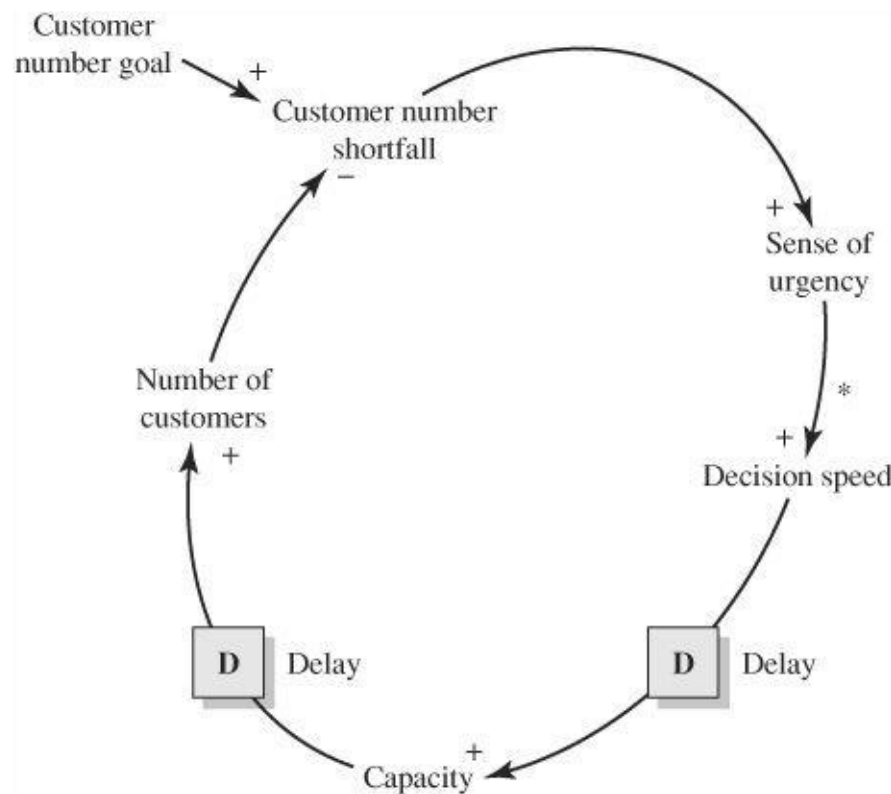 Customer
number goal
+
Customer number
shortfall
−
+
Sense of
urgency
*
+
Decision speed
Number of
customers
+
D Delay
D Delay
+
Capacity